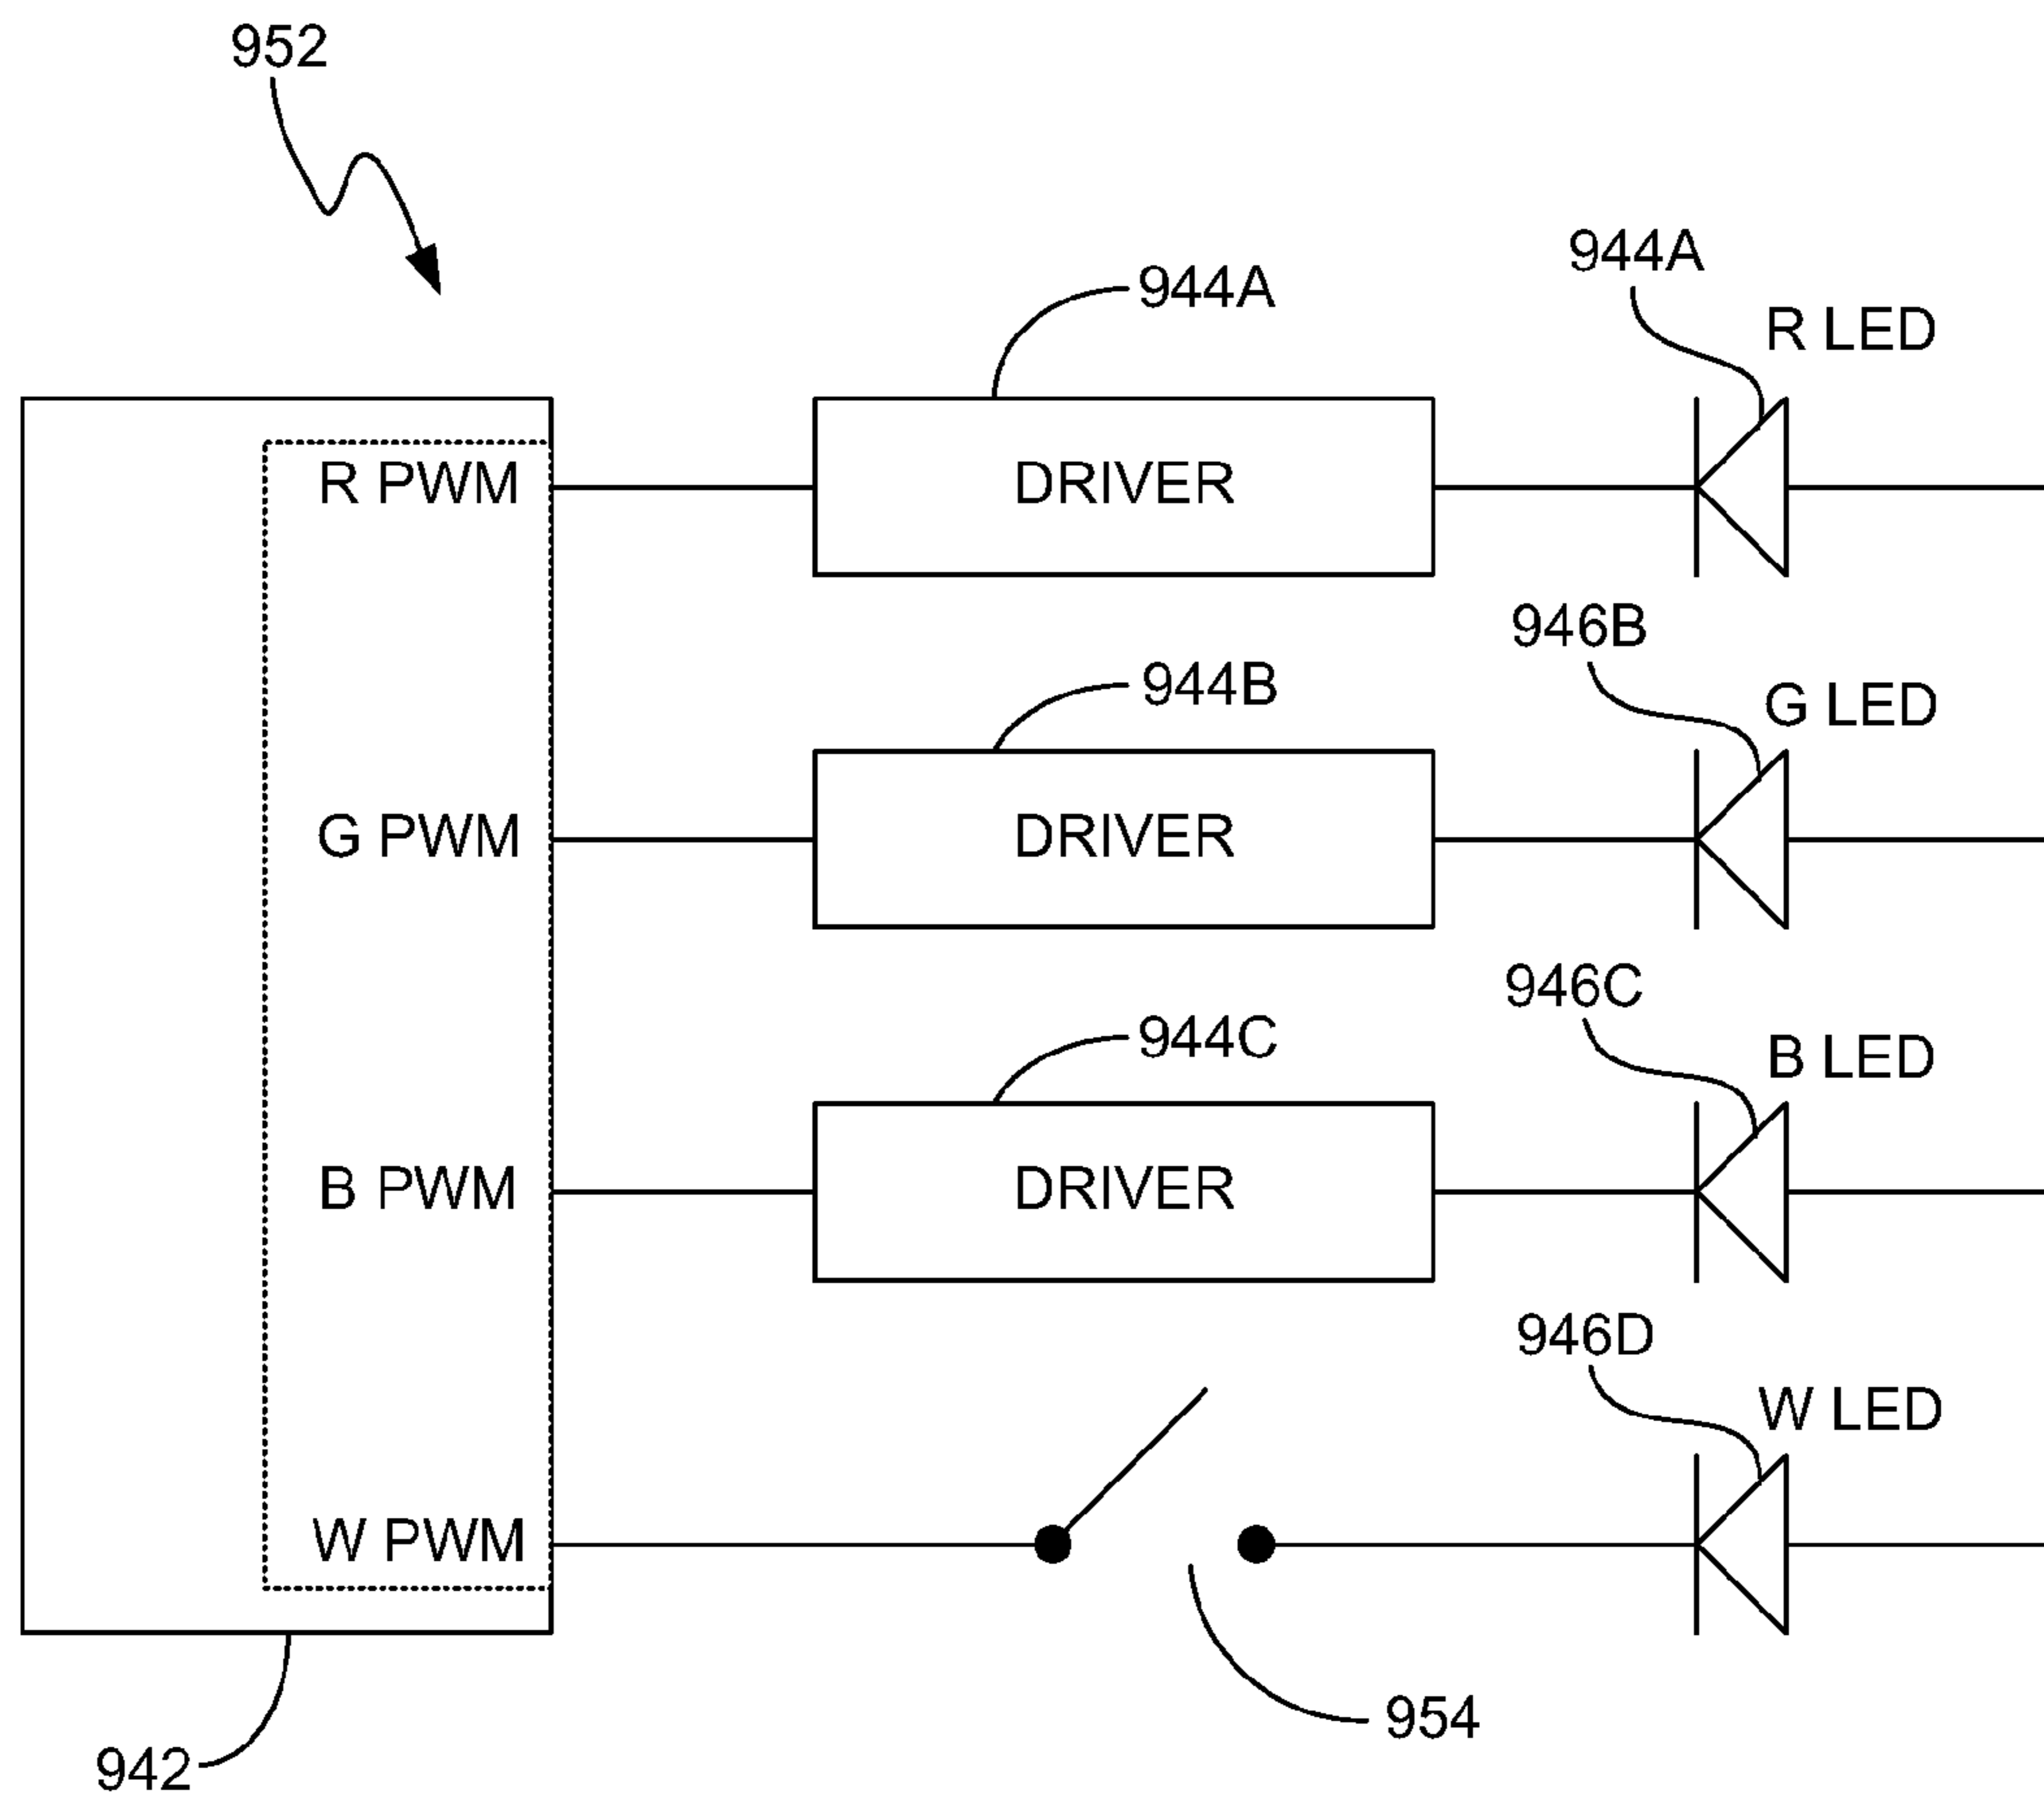 952
944A
R LED
944A
R PWM
DRIVER
946B
G LED
944B
G PWM
DRIVER
946C
B LED
944C
B PWM
DRIVER
946D
W LED
W PWM
954
942